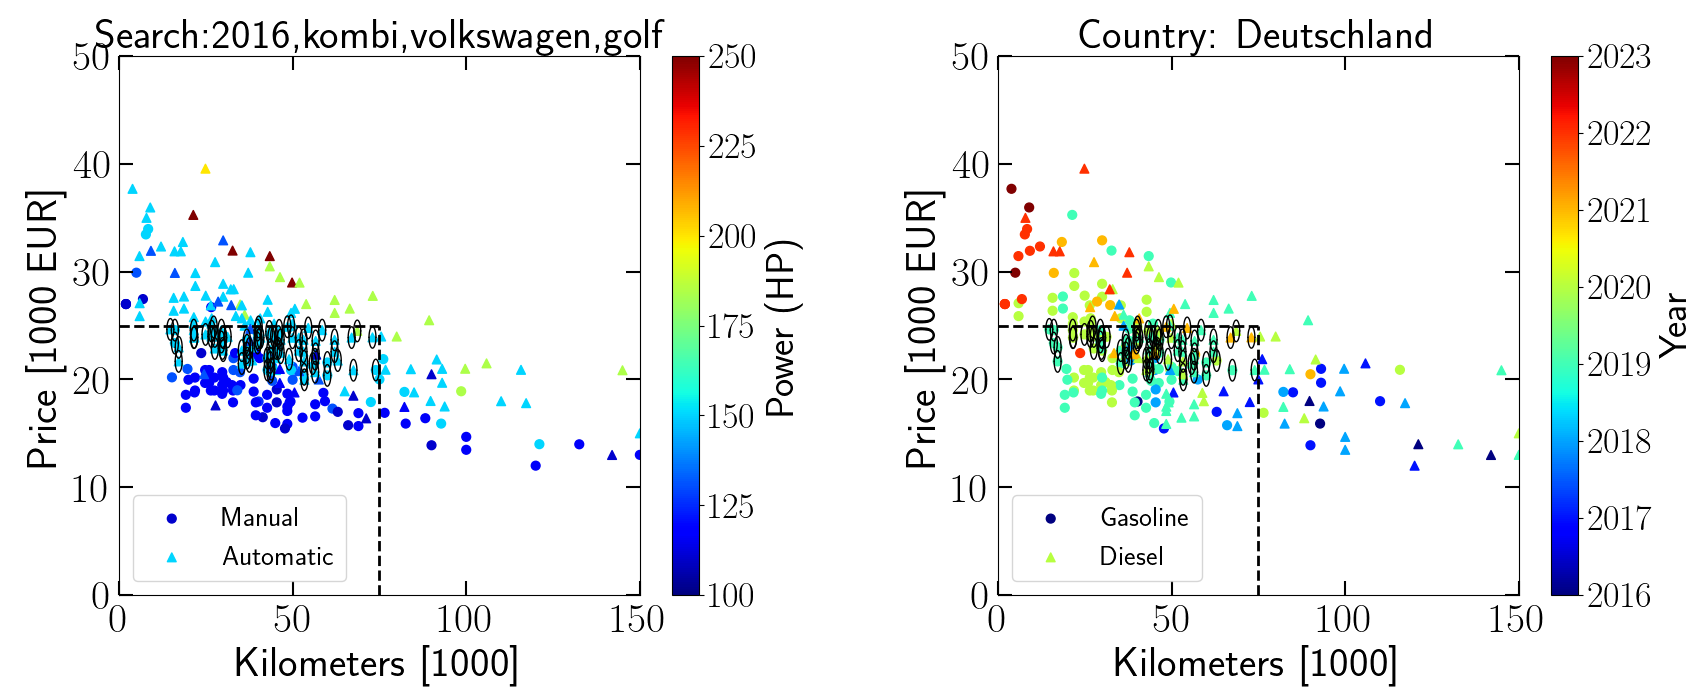 Search:2016,kombi,volkswagen,golf
50
40
30
20
10
0
Price [1000 EUR]
0 50 100 150
Kilometers [1000]
Manual
Automatic
250
225
200
175
150
125
100
Power (HP)
Country: Deutschland
50
40
30
20
10
0
Price [1000 EUR]
0 50 100 150
Kilometers [1000]
Gasoline
Diesel
2023
2022
2021
2020
2019
2018
2017
2016
Year